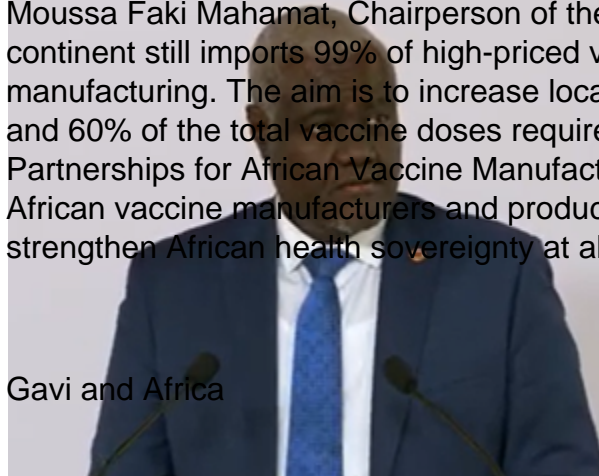 Moussa Faki Mahamat, Chairperson of the
continent still imports 99% of high-priced v
manufacturing. The aim is to increase loca
and 60% of the total vaccine doses require
Partnerships for African Vaccine Manufact
African vaccine manufacturers and produc
strengthen African health sovereignty at al
Gavi and Africa